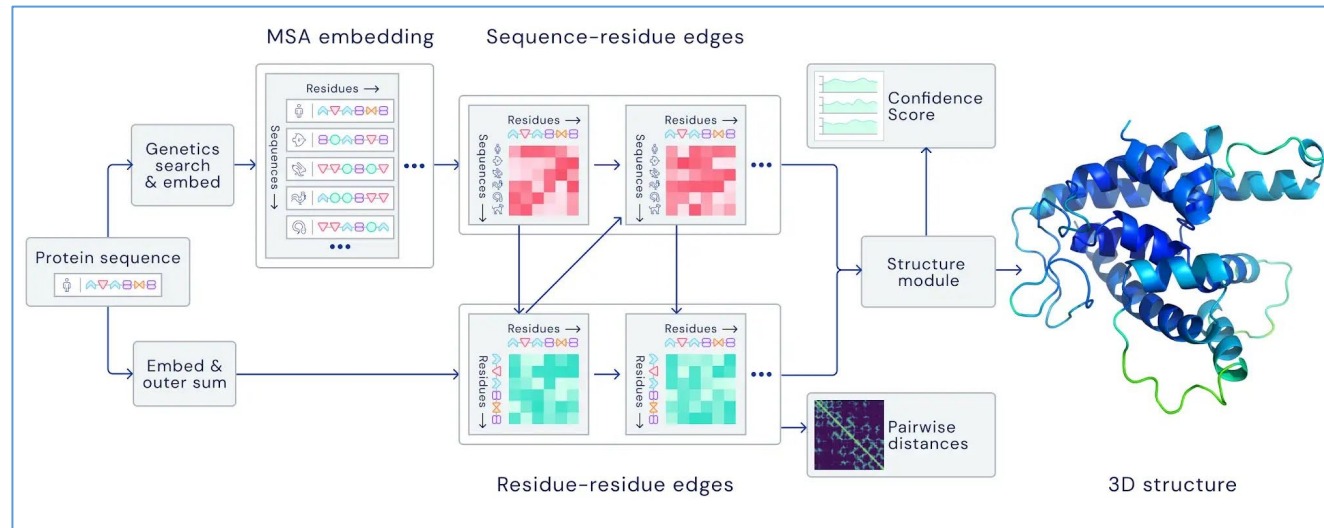 MSA embedding
Sequence-residue edges
Residues →
Sequences →
Genetics
search
& embed
Protein sequence
Embed &
outer sum
Residues →
Sequences →
Residues →
Sequences →
Confidence
Score
Structure
module
Residues →
Residues →
Residues →
Residues →
Pairwise
distances
Residue-residue edges
3D structure